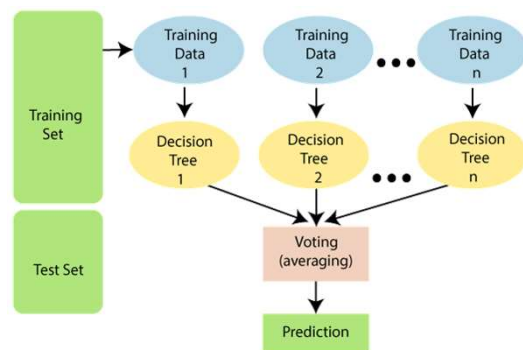 Training
Set
Test Set
Training
Data
1
Training
Data
2
Training
Data
n
Decision
Tree
1
Decision
Tree
2
Decision
Tree
n
Voting
(averaging)
Prediction